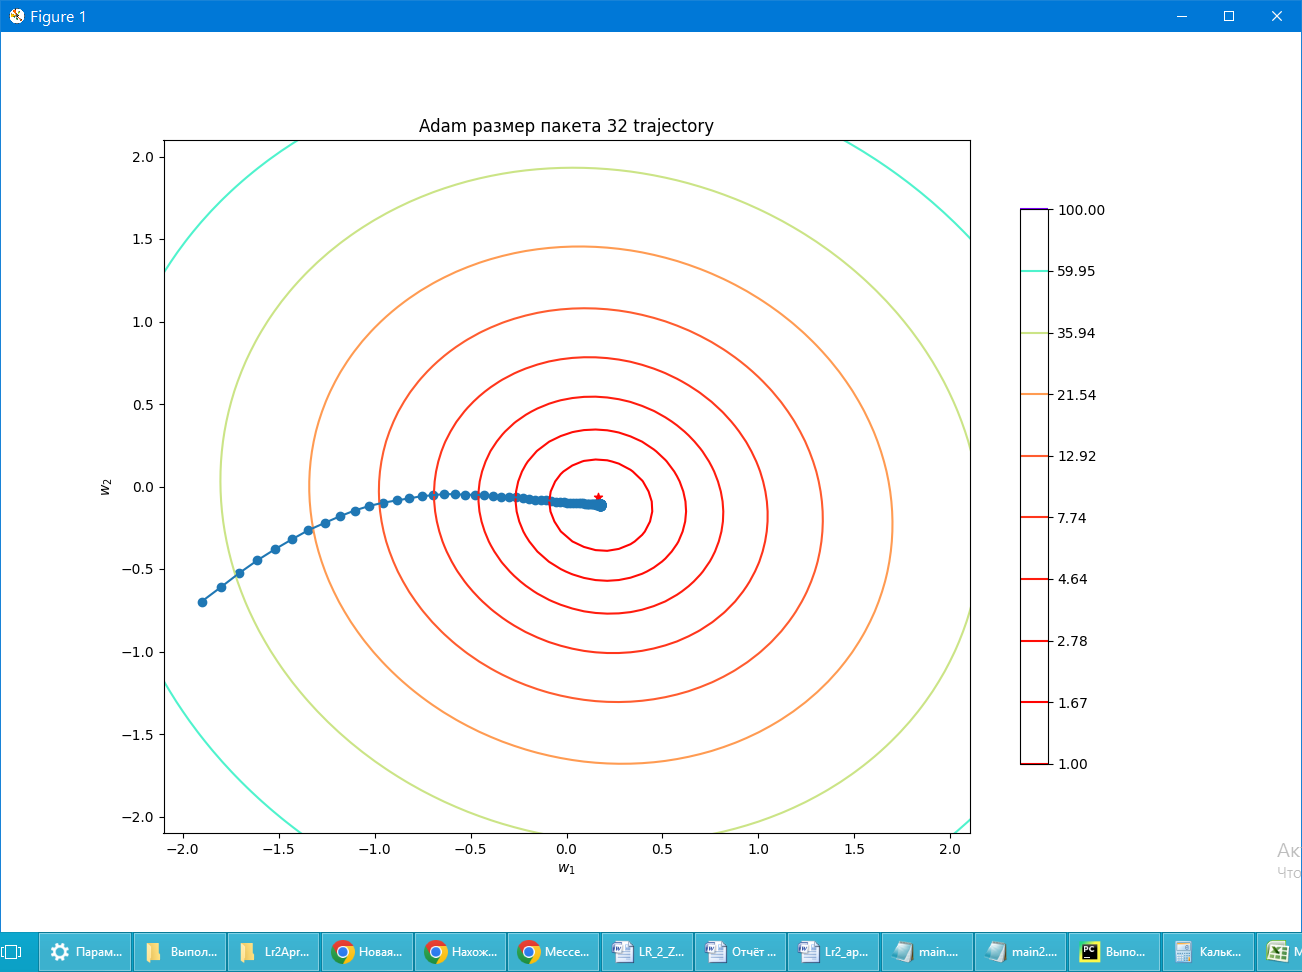 Figure 1
Adam размер пакета 32 trajectory
2.0
1.5
1.0
0.5
0.0
−0.5
−1.0
−1.5
−2.0
w2
−2.0 −1.5 −1.0 −0.5 0.0 0.5 1.0 1.5 2.0
w1
100.00
59.95
35.94
21.54
12.92
7.74
4.64
2.78
1.67
1.00
Ак
Что
Парам... Выпол... Lr2Apr... Новая... Нахож... Мессе... LR_2_Z... Отчёт ... Lr2_ap... main.... main2.... Выпо... Кальк... M